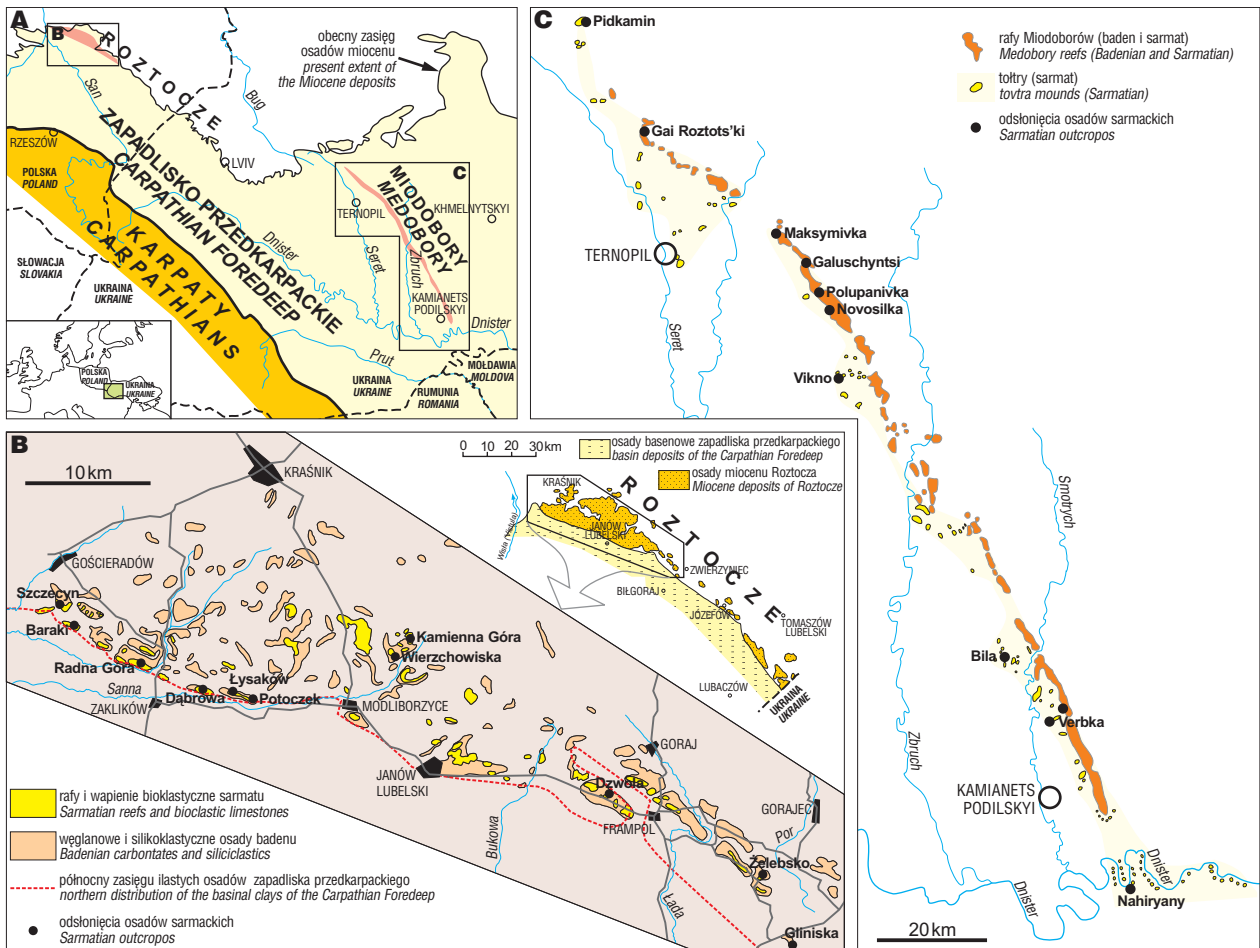 A
B
ROZTOCZE
obecny zasięg
osadów miocenu
present extent of
the Miocene deposits
San
Bug
RZESZÓW
LVIV
ZAPADLISKO PRZEDKARPACKIE
CARPATHIAN FOREDEEP
POLSKA
POLAND
C
MIODOBORY
MEDOBORY
TERNOPIL
KHMELNYTSKYI
KARPATY
CARPATHIANS
Dnister
Seret
Zbruch
SŁOWACJA
SLOVAKIA
UKRAINA
UKRAINE
KAMIANETS
PODILSKYI
Dnister
Prut
POLSKA
POLAND
UKRAINA
UKRAINE
UKRAINA
UKRAINE
RUMUNIA
ROMANIA
MOŁDAWIA
MOLDOVA
B
10 km
KRAŚNIK
GOŚCIERADÓW
Szczecyn
Baraki
Radna Góra
Kamienna Góra
Wierzchowiska
Sanna
Łysaków
Dąbrowa
Potoczek
ZAKLIKÓW
MODLIBORZYCE
JANÓW
LUBELSKI
GORAJ
Dzwola
GORAJEC
FRAMPOL
Bukowa
Por
Żelebsko
Łada
Gliniska
0 10 20 30 km
osady basenowe zapadliska przedkarpackiego
basin deposits of the Carpathian Foredeep
osady miocenu Roztocza
Miocene deposits of Roztocze
ROZTOCZE
KRAŚNIK
JANÓW
LUBELSKI
Wisła (Vistula)
ZWIERZYNIEC
BIŁGORAJ
JÓZEFÓW
TOMASZÓW
LUBELSKI
LUBACZÓW
UKRAINA
UKRAINE
rafy i wapienie bioklastyczne sarmatu
Sarmatian reefs and bioclastic limestones
węglanowe i silikoklastyczne osady badenu
Badenian carbontates and siliciclastics
północny zasięgu ilastych osadów zapadliska przedkarpackiego
northern distribution of the basinal clays of the Carpathian Foredeep
odsłonięcia osadów sarmackich
Sarmatian outcropos
C
Pidkamin
rafy Miodoborów (baden i sarmat)
Medobory reefs (Badenian and Sarmatian)
tołtry (sarmat)
tovtra mounds (Sarmatian)
odsłonięcia osadów sarmackich
Sarmatian outcropos
Gai Roztots'ki
Maksymivka
TERNOPIL
Galuschyntsi
Polupanivka
Novosilka
Seret
Vikno
Smotrych
Bila
Verbka
Zbruch
KAMIANETS
PODILSKYI
Dnister
Dnister
Nahiryany
20 km